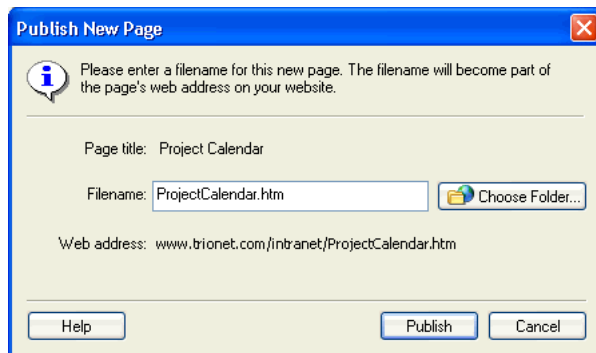 Publish New Page
Please enter a filename for this new page. The filename will become part of
the page's web address on your website.
Page title: Project Calendar
Filename: ProjectCalendar.htm Choose Folder...
Web address: www.trionet.com/intranet/ProjectCalendar.htm
Help Publish Cancel